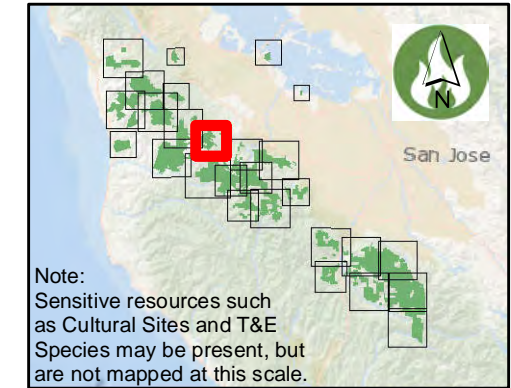 N
San Jose
Note:
Sensitive resources such
as Cultural Sites and T&E
Species may be present, but
are not mapped at this scale.